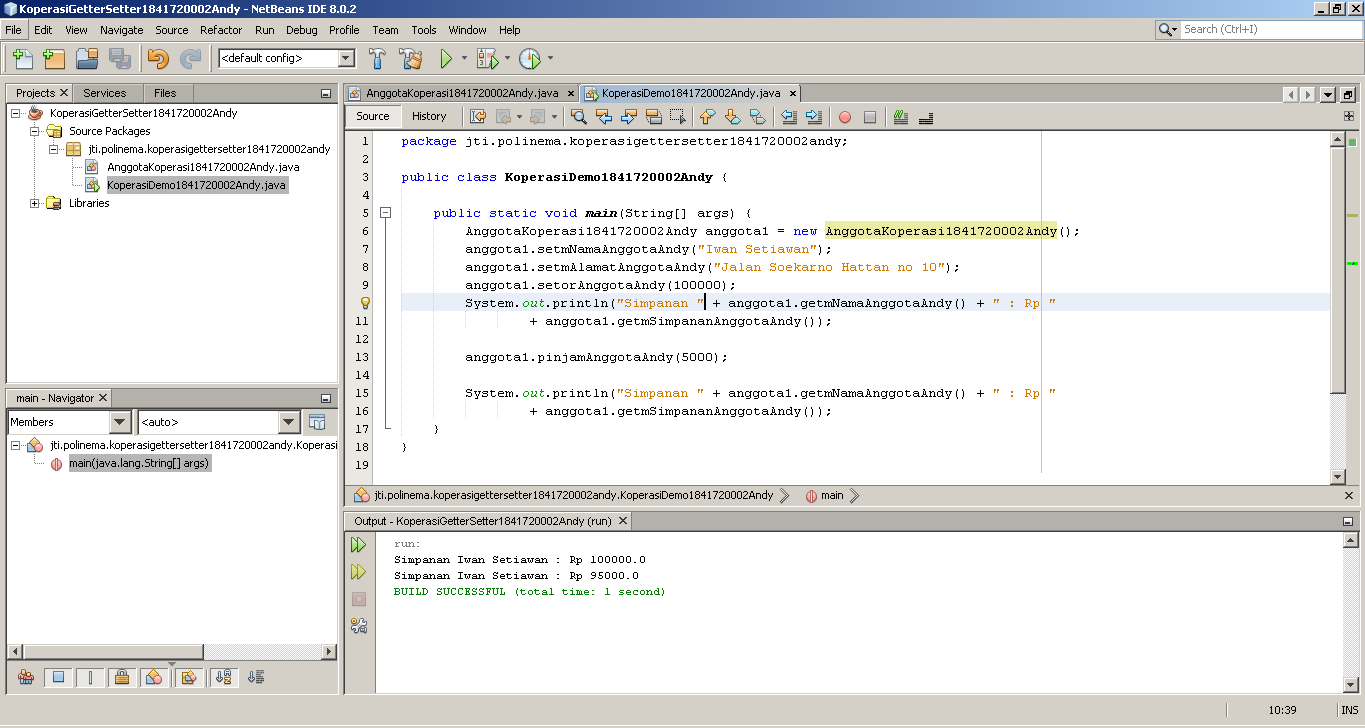 KoperasiGetterSetter1841720002Andy - NetBeans IDE 8.0.2
File Edit View Navigate Source Refactor Run Debug Profile Team Tools Window Help
Search (Ctrl+I)
<default config>
Projects Services Files
KoperasiGetterSetter1841720002Andy
Source Packages
jti.polinema.koperasigettersetter1841720002andy
AnggotaKoperasi1841720002Andy.java
KoperasiDemo1841720002Andy.java
Libraries
main - Navigator
Members <auto>
jti.polinema.koperasigettersetter1841720002andy.Koperasi
main(java.lang.String[] args)
AnggotaKoperasi1841720002Andy.java KoperasiDemo1841720002Andy.java
Source History
1 package jti.polinema.koperasigettersetter1841720002andy;
2
3 public class KoperasiDemo1841720002Andy {
4
5 public static void main(String[] args) {
6 AnggotaKoperasi1841720002Andy anggota1 = new AnggotaKoperasi1841720002Andy();
7 anggota1.setmNamaAnggotaAndy("Iwan Setiawan");
8 anggota1.setmAlamatAnggotaAndy("Jalan Soekarno Hattan no 10");
9 anggota1.setorAnggotaAndy(100000);
System.out.println("Simpanan " + anggota1.getmNamaAnggotaAndy() + " : Rp "
11 + anggota1.getmSimpananAnggotaAndy());
12
13 anggota1.pinjamAnggotaAndy(5000);
14
15 System.out.println("Simpanan " + anggota1.getmNamaAnggotaAndy() + " : Rp "
16 + anggota1.getmSimpananAnggotaAndy());
17 }
18 }
19
jti.polinema.koperasigettersetter1841720002andy.KoperasiDemo1841720002Andy main
Output - KoperasiGetterSetter1841720002Andy (run)
run:
Simpanan Iwan Setiawan : Rp 100000.0
Simpanan Iwan Setiawan : Rp 95000.0
BUILD SUCCESSFUL (total time: 1 second)
10:39 INS